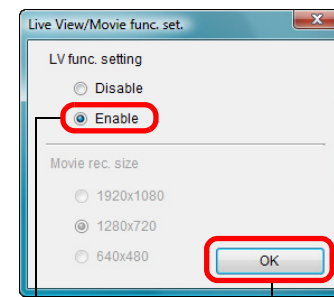 Live View/Movie func. set.
LV func. setting
Disable
Enable
Movie rec. size
1920x1080
1280x720
640x480
OK